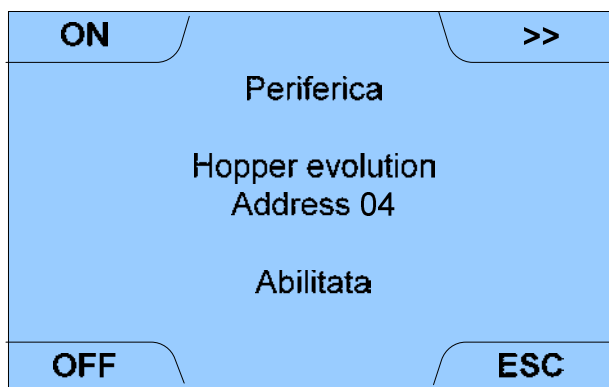 ON >>
Periferica
Hopper evolution
Address 04
Abilitata
OFF ESC